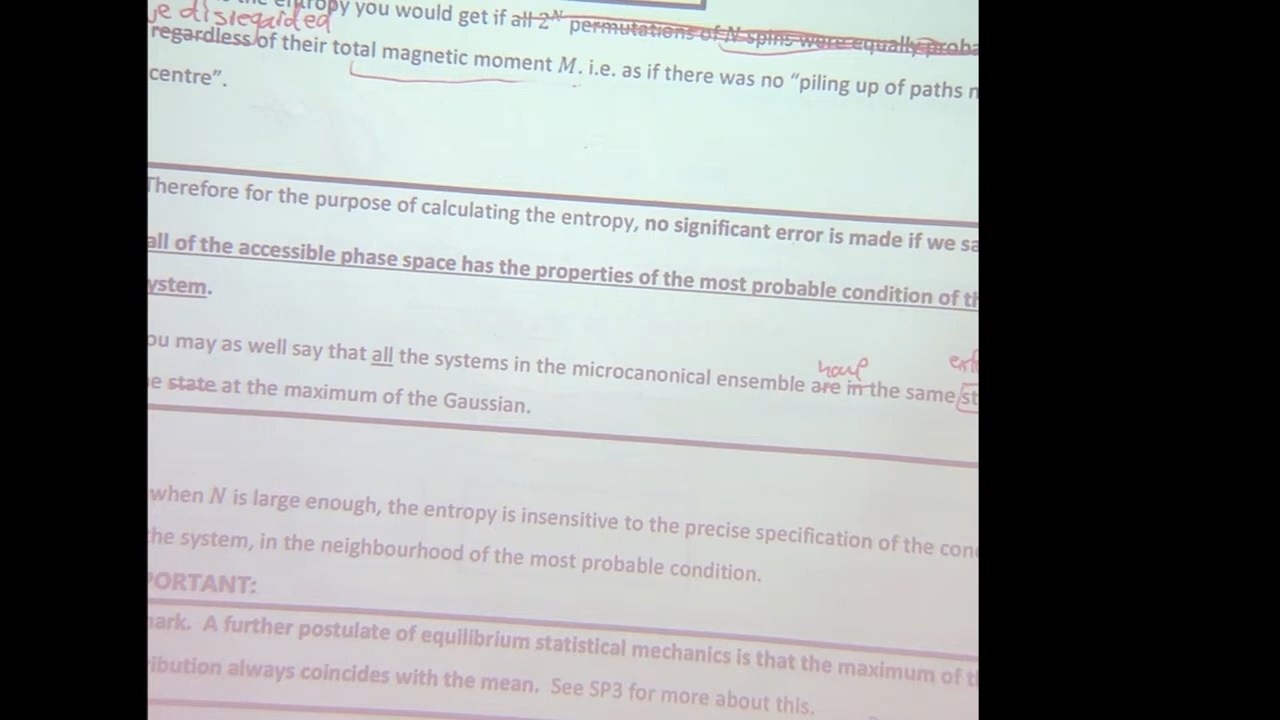 entropy you would get if all 2^N permutations of N spins were equally proba
e disregarded
regardless of their total magnetic moment M. i.e. as if there was no “piling up of paths n
centre”.
Therefore for the purpose of calculating the entropy, no significant error is made if we sa
all of the accessible phase space has the properties of the most probable condition of th
ystem.
have
ou may as well say that all the systems in the microcanonical ensemble are in the same st
e state at the maximum of the Gaussian.
when N is large enough, the entropy is insensitive to the precise specification of the con
he system, in the neighbourhood of the most probable condition.
PORTANT:
ark. A further postulate of equilibrium statistical mechanics is that the maximum of t
ribution always coincides with the mean. See SP3 for more about this.